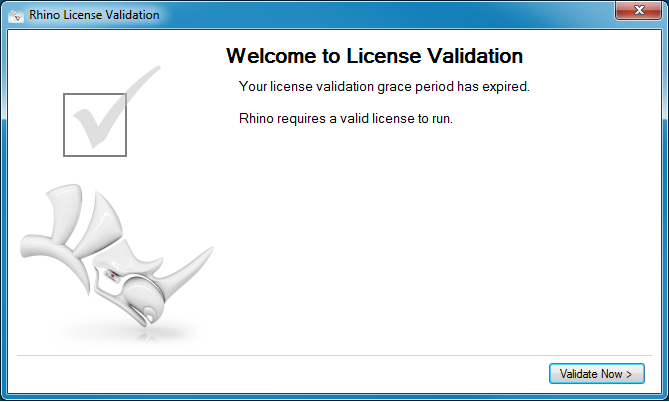 Rhino License Validation
Welcome to License Validation
Your license validation grace period has expired.
Rhino requires a valid license to run.
Validate Now >